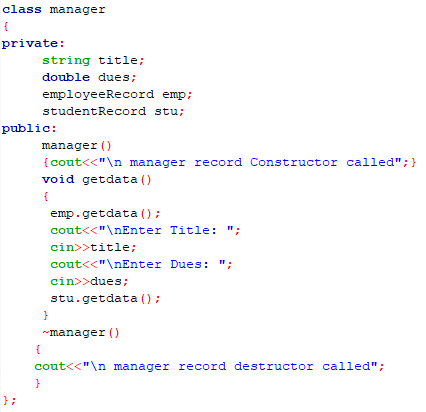 class manager
{
private:
     string title;
     double dues;
     employeeRecord emp;
     studentRecord stu;
public:
     manager()
     {cout<<"\n manager record Constructor called";}
     void getdata()
     {
      emp.getdata();
      cout<<"\nEnter Title: ";
      cin>>title;
      cout<<"\nEnter Dues: ";
      cin>>dues;
      stu.getdata();
     }
     ~manager()
    {
    cout<<"\n manager record destructor called";
    }
};